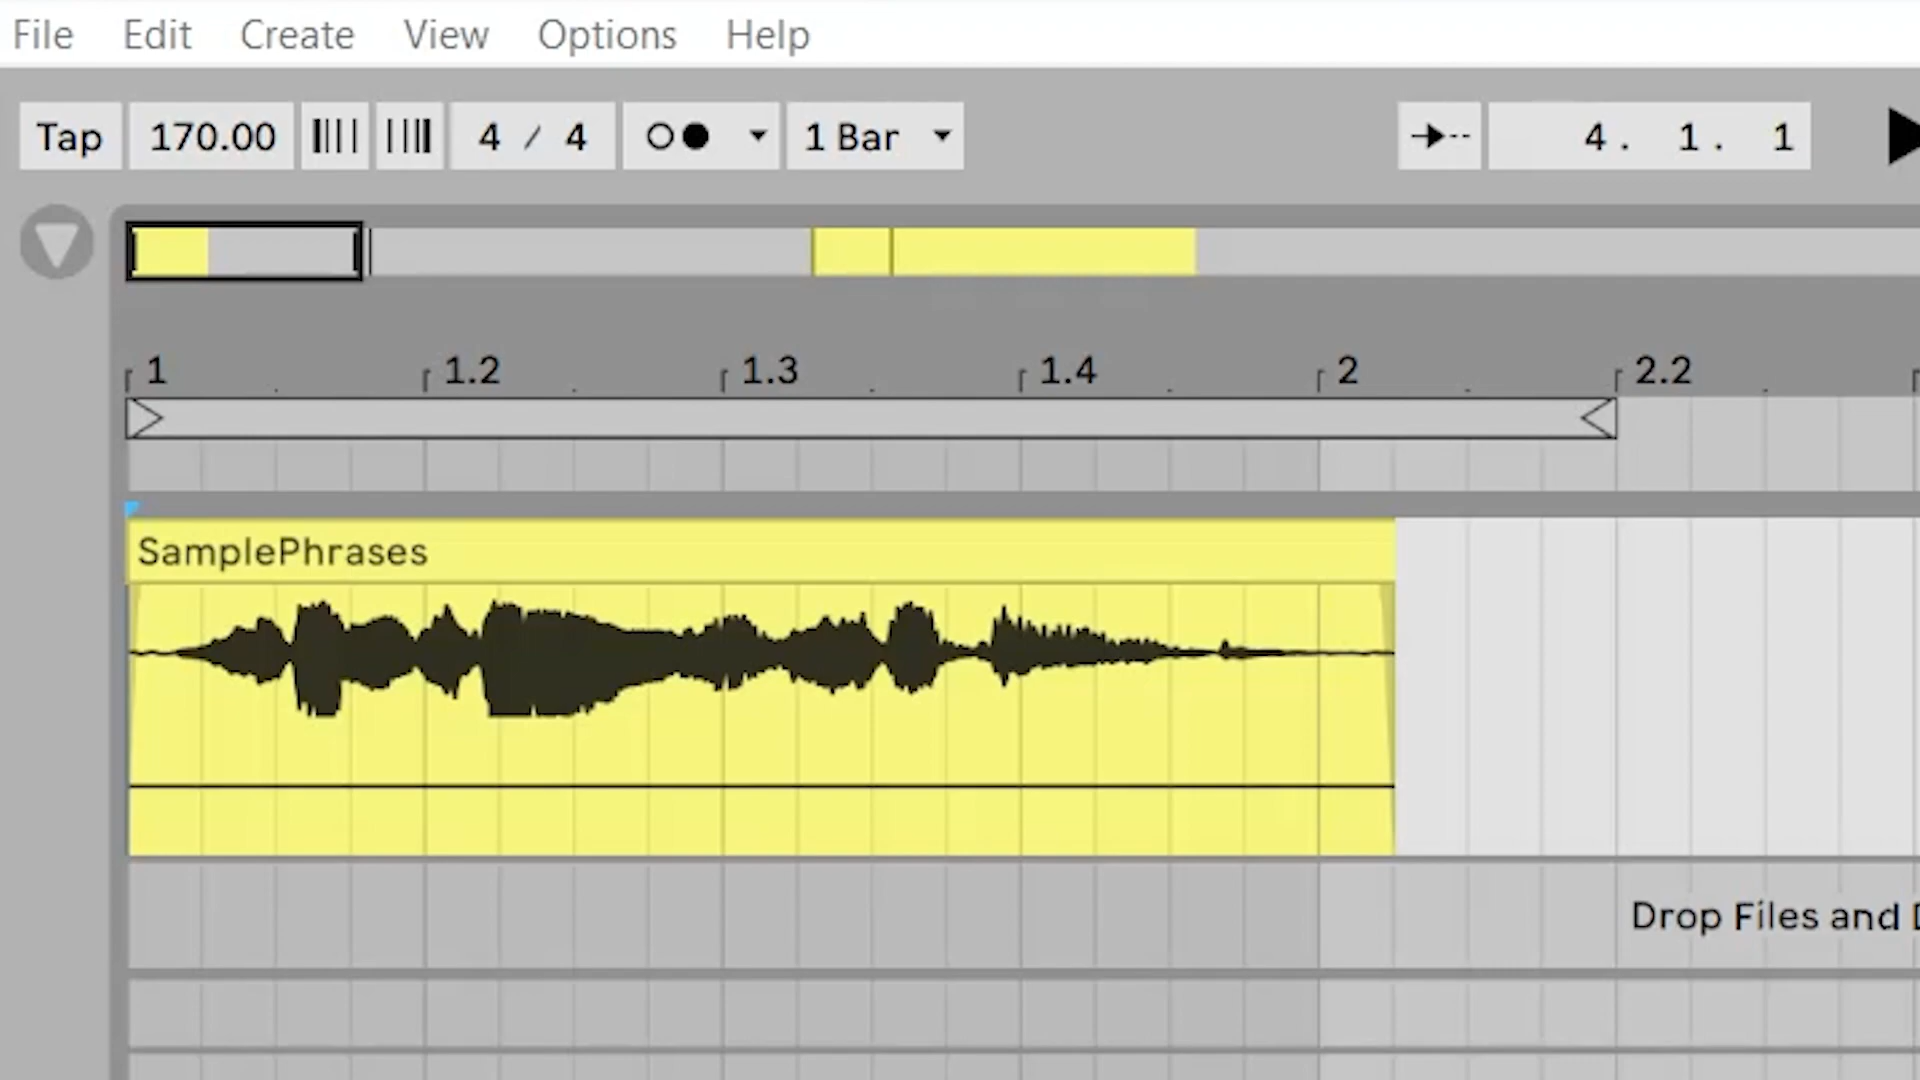 File Edit Create View Options Help
Tap 170.00 4 / 4 1 Bar 4. 1. 1
1 1.2 1.3 1.4 2 2.2
SamplePhrases
Drop Files and